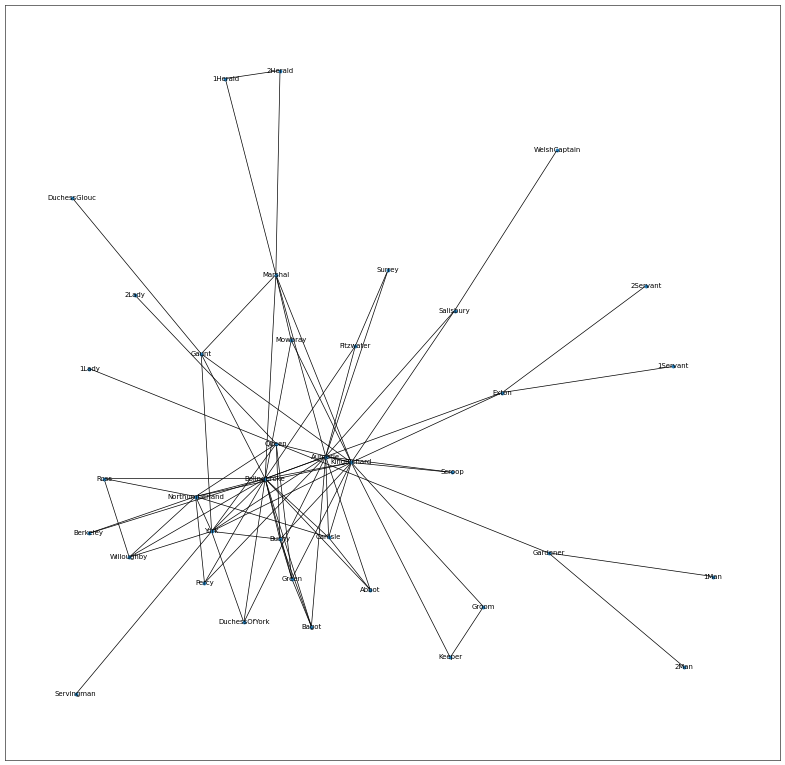 2Herald
1Herald
WelshCaptain
DuchessGlouc
Surrey
Marshal
2Servant
2Lady
Salisbury
Mowbray
Fitzwater
Gaunt
1Servant
1Lady
Exton
Queen
Aumerle
KingRichard
Scroop
Ross
Bolingbroke
Northumberland
York
Berkeley
Carlisle
Bushy
Gardener
Willoughby
1Man
Green
Percy
Abbot
Groom
DuchessOfYork
Bagot
Keeper
2Man
Servingman